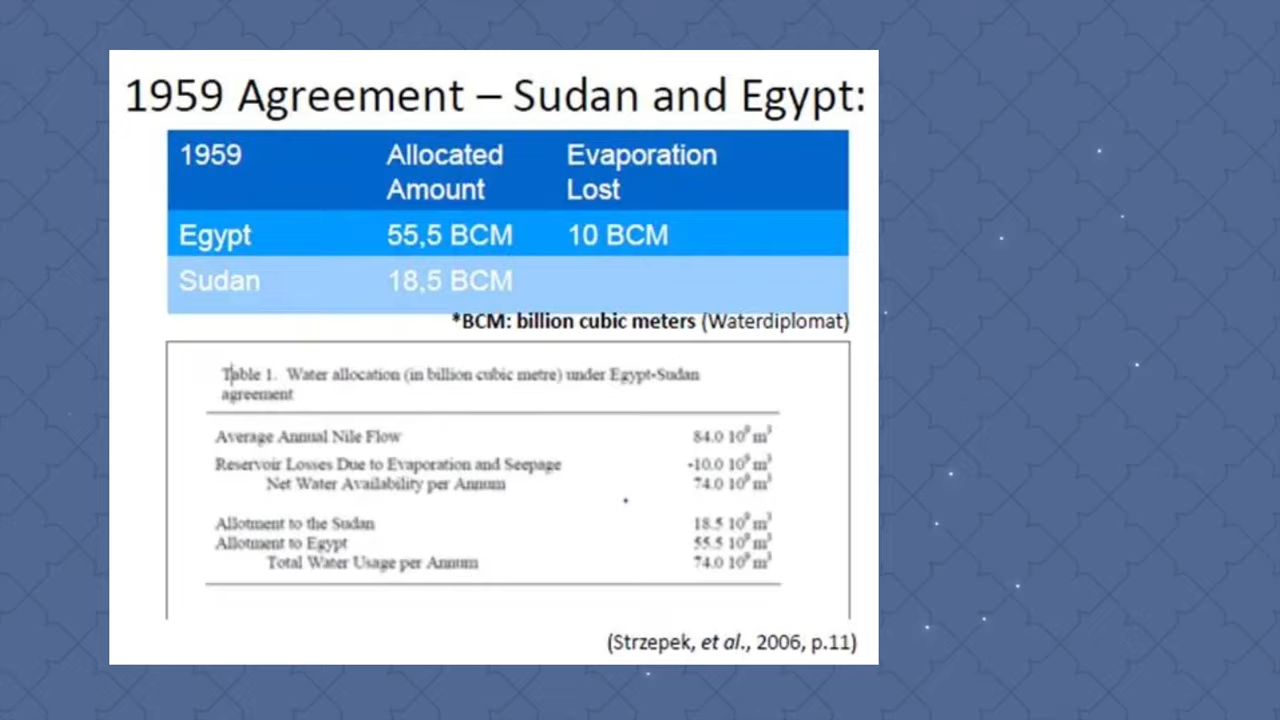 1959 Agreement – Sudan and Egypt:
1959 Allocated Amount Evaporation Lost
Egypt 55,5 BCM 10 BCM
Sudan 18,5 BCM
*BCM: billion cubic meters (Waterdiplomat)
Table 1. Water allocation (in billion cubic metre) under Egypt-Sudan
agreement
Average Annual Nile Flow 84.0 10⁹ m³
Reservoir Losses Due to Evaporation and Seepage -10.0 10⁹ m³
Net Water Availability per Annum 74.0 10⁹ m³
Allotment to the Sudan 18.5 10⁹ m³
Allotment to Egypt 55.5 10⁹ m³
Total Water Usage per Annum 74.0 10⁹ m³
(Strzepek, et al., 2006, p.11)